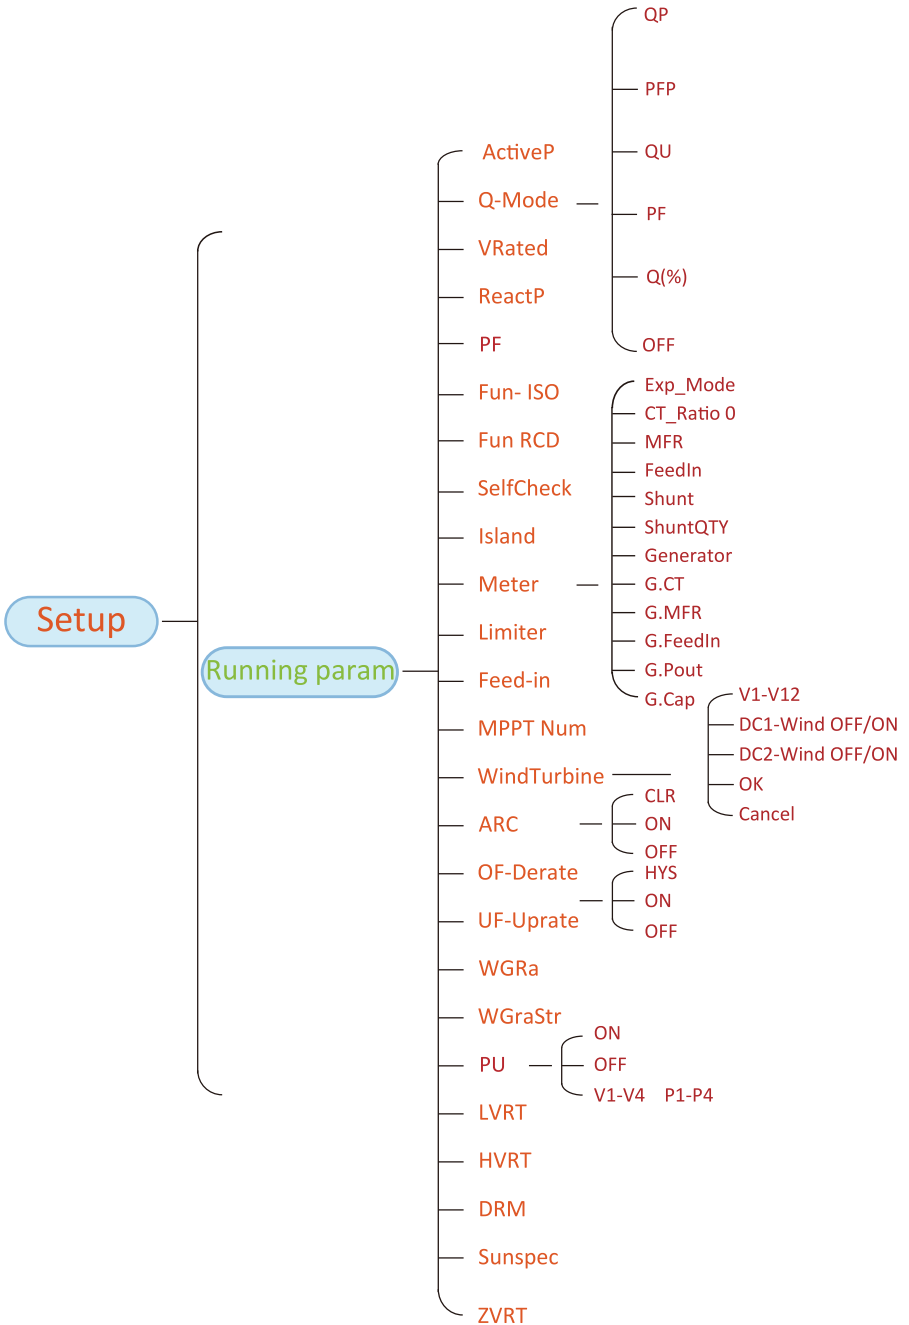 Setup
Running param
ActiveP
Q-Mode
QP
PFP
QU
PF
Q(%)
OFF
VRated
ReactP
PF
Fun- ISO
Fun RCD
SelfCheck
Island
Meter
Exp_Mode
CT_Ratio 0
MFR
FeedIn
Shunt
ShuntQTY
Generator
G.CT
G.MFR
G.FeedIn
G.Pout
G.Cap
Limiter
Feed-in
MPPT Num
WindTurbine
V1-V12
DC1-Wind OFF/ON
DC2-Wind OFF/ON
OK
Cancel
ARC
CLR
ON
OFF
OF-Derate
UF-Uprate
HYS
ON
OFF
WGRa
WGraStr
PU
ON
OFF
V1-V4 P1-P4
LVRT
HVRT
DRM
Sunspec
ZVRT